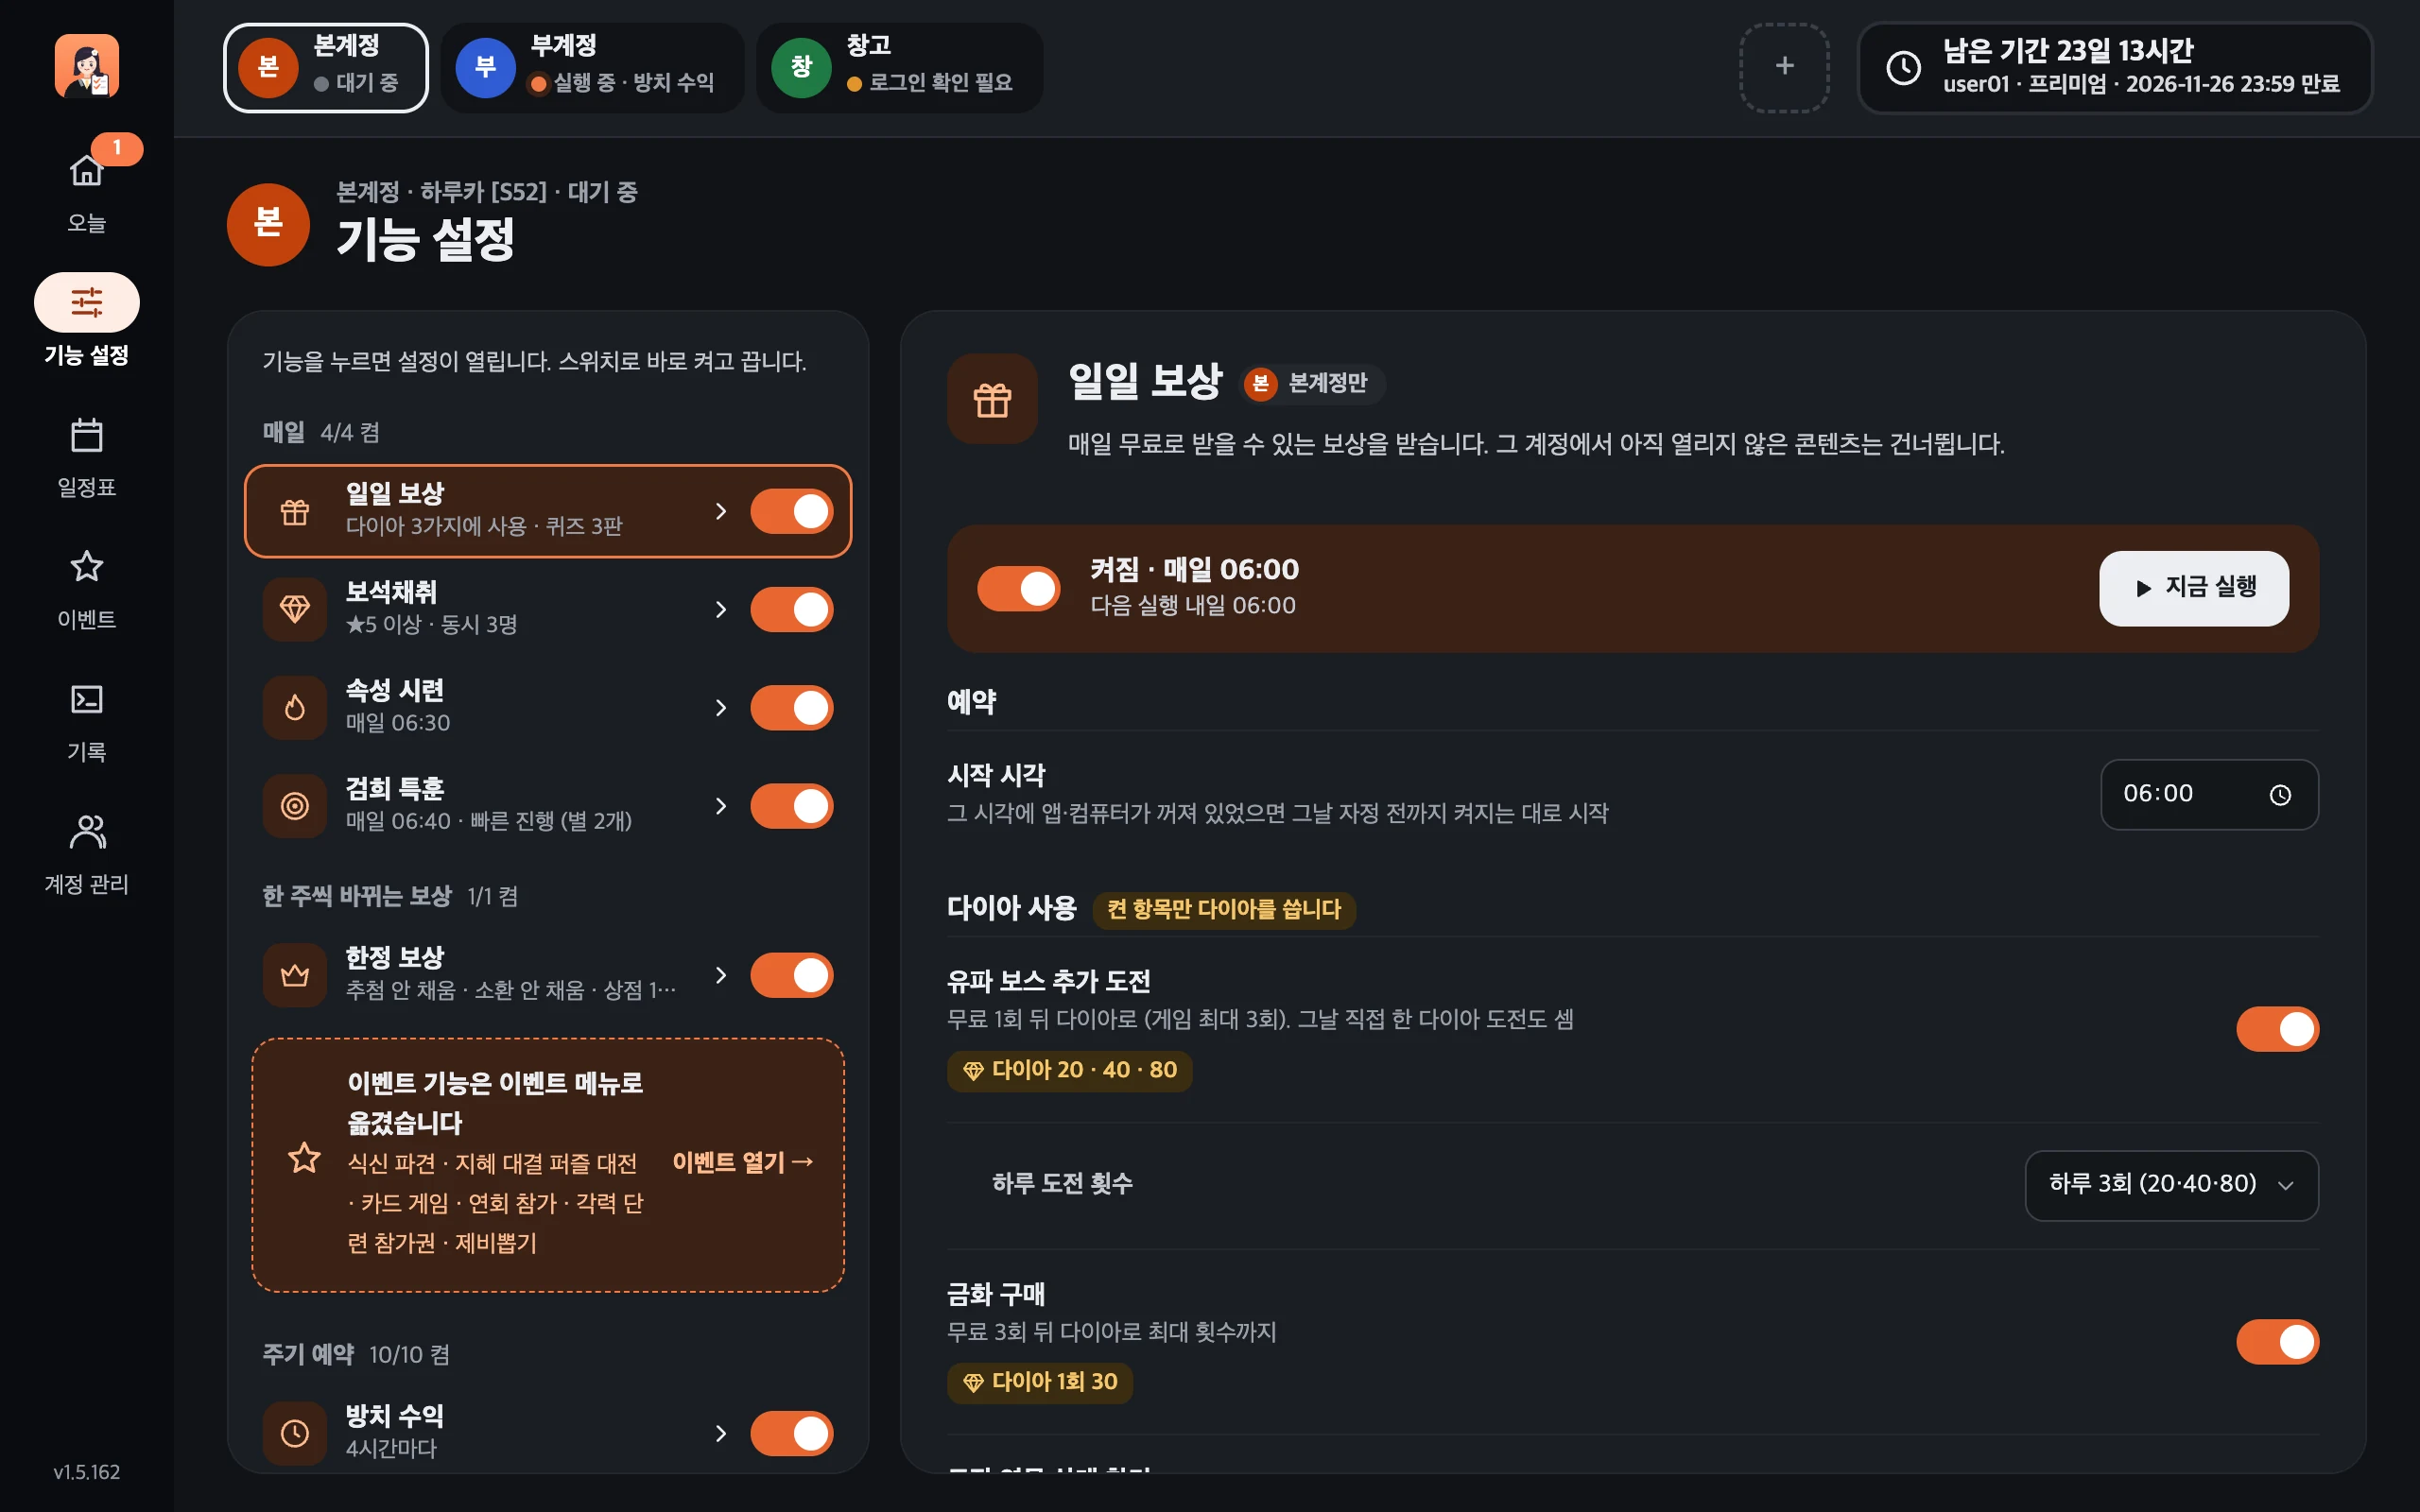 본 본계정
대기 중
부 부계정
실행 중 · 방치 수익
창 창고
로그인 확인 필요
+
남은 기간 23일 13시간
user01 · 프리미엄 · 2026-11-26 23:59 만료
1
오늘
기능 설정
일정표
이벤트
기록
계정 관리
v1.5.162
본
본계정 · 하루카 [S52] · 대기 중
기능 설정
기능을 누르면 설정이 열립니다. 스위치로 바로 켜고 끕니다.
매일 4/4 켬
일일 보상
다이아 3가지에 사용 · 퀴즈 3판
보석채취
★5 이상 · 동시 3명
속성 시련
매일 06:30
검희 특훈
매일 06:40 · 빠른 진행 (별 2개)
한 주씩 바뀌는 보상 1/1 켬
한정 보상
추첨 안 채움 · 소환 안 채움 · 상점 1…
이벤트 기능은 이벤트 메뉴로
옮겼습니다
식신 파견 · 지혜 대결 퍼즐 대전
· 카드 게임 · 연회 참가 · 각력 단
련 참가권 · 제비뽑기
이벤트 열기 →
주기 예약 10/10 켬
방치 수익
4시간마다
일일 보상 본 본계정만
매일 무료로 받을 수 있는 보상을 받습니다. 그 계정에서 아직 열리지 않은 콘텐츠는 건너뜁니다.
켜짐 · 매일 06:00
다음 실행 내일 06:00
지금 실행
예약
시작 시각
그 시각에 앱·컴퓨터가 꺼져 있었으면 그날 자정 전까지 켜지는 대로 시작
06:00
다이아 사용 켠 항목만 다이아를 씁니다
유파 보스 추가 도전
무료 1회 뒤 다이아로 (게임 최대 3회). 그날 직접 한 다이아 도전도 셈
다이아 20 · 40 · 80
하루 도전 횟수
하루 3회 (20·40·80)
금화 구매
무료 3회 뒤 다이아로 최대 횟수까지
다이아 1회 30